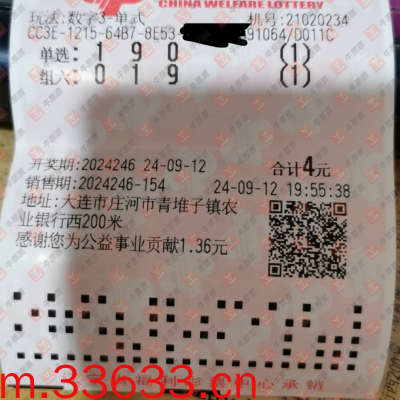 CHINA WELFARE LOTTERY
玩法:数字3-单式 机号:21020234
CC3E-1215-64B7-8E53- 91064/D011C
单选: 1 9 0 (1)
组六: 0 1 9 (1)
开奖期:2024246 24-09-12 合计4元
销售期:2024246-154 24-09-12 19:55:38
地址:大连市庄河市青堆子镇农
业银行西200米
感谢您为公益事业贡献1.36元
中心承销
m.33633.cn